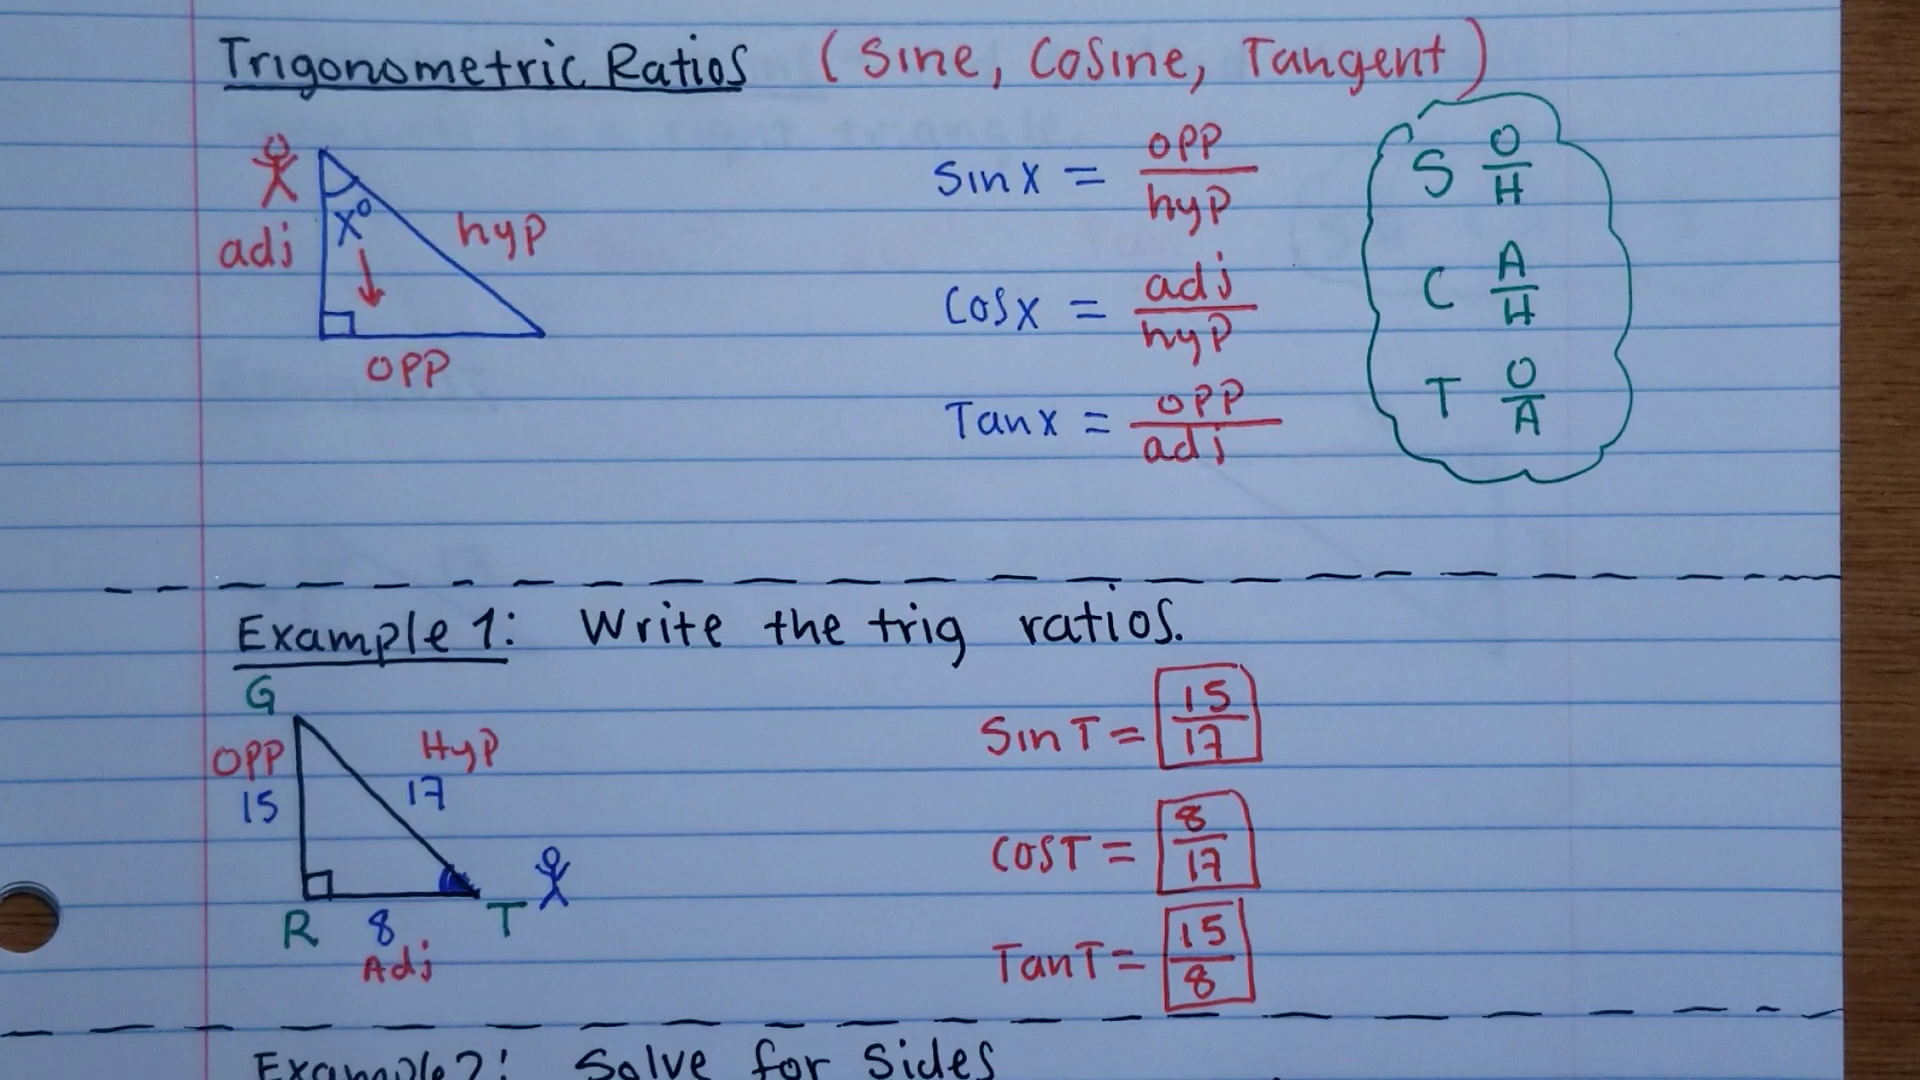 Trigonometric Ratios (Sine, Cosine, Tangent)
x°
adj
hyp
opp
Sin x = opp/hyp
Cos x = adj/hyp
Tan x = opp/adj
S O/H
C A/H
T O/A
Example 1: Write the trig ratios.
G
OPP
15
Hyp
17
R
8
Adj
T
Sin T = 15/17
Cos T = 8/17
Tan T = 15/8
Example 2: Solve for sides